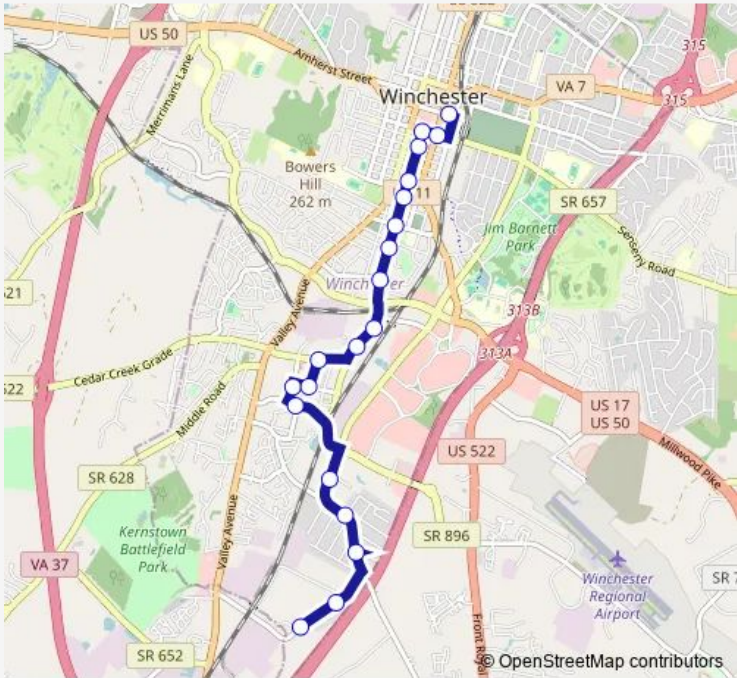 US 50
Amherst Street
315
VA 7
315
Merrimans Lane
Winchester
Bowers
Hill
262 m
11
SR 657
Jim Barnett
Park
Senseny Road
621
Winchester
Valley Avenue
313B
313A
Cedar Creek Grade
522
Middle Road
US 17
US 50
US 522
Millwood Pike
SR 628
Valley Avenue
Kernstown
Battlefield
Park
SR 896
VA 37
Winchester
Regional
Airport
SR 7
Front Royal
SR 652
© OpenStreetMap contributors